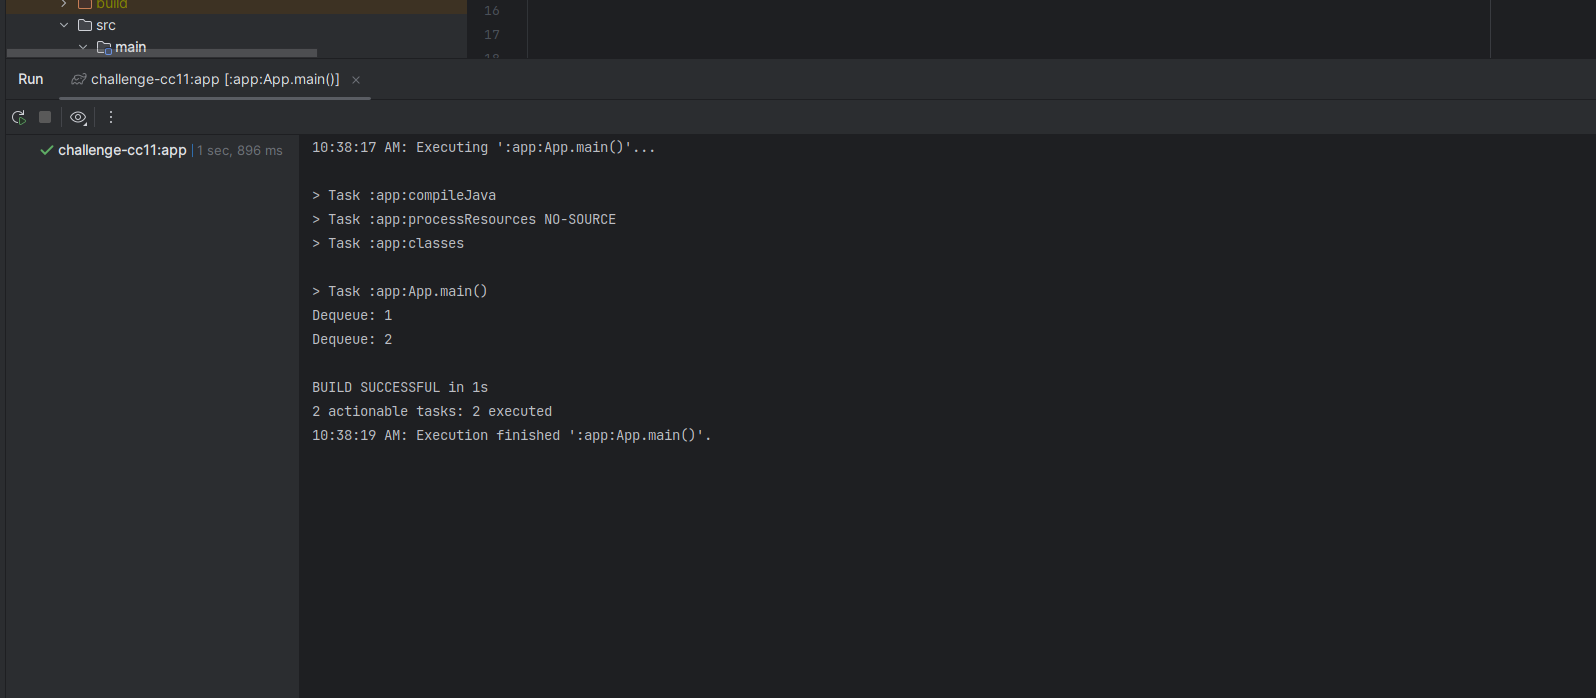 build
16
src
17
main
Run challenge-cc11:app [:app:App.main()]
challenge-cc11:app 1 sec, 896 ms
10:38:17 AM: Executing ':app:App.main()'...
> Task :app:compileJava
> Task :app:processResources NO-SOURCE
> Task :app:classes
> Task :app:App.main()
Dequeue: 1
Dequeue: 2
BUILD SUCCESSFUL in 1s
2 actionable tasks: 2 executed
10:38:19 AM: Execution finished ':app:App.main()'.